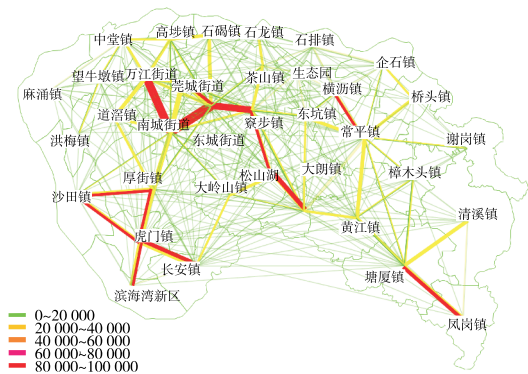 中堂镇
高埗镇
石碣镇
石龙镇
石排镇
企石镇
望牛墩镇
万江街道
莞城街道
茶山镇
生态园
横沥镇
桥头镇
麻涌镇
道滘镇
南城街道
寮步镇
东坑镇
常平镇
谢岗镇
洪梅镇
东城街道
厚街镇
大岭山镇
松山湖
大朗镇
樟木头镇
沙田镇
虎门镇
黄江镇
清溪镇
长安镇
塘厦镇
滨海湾新区
凤岗镇
0~20 000
20 000~40 000
40 000~60 000
60 000~80 000
80 000~100 000